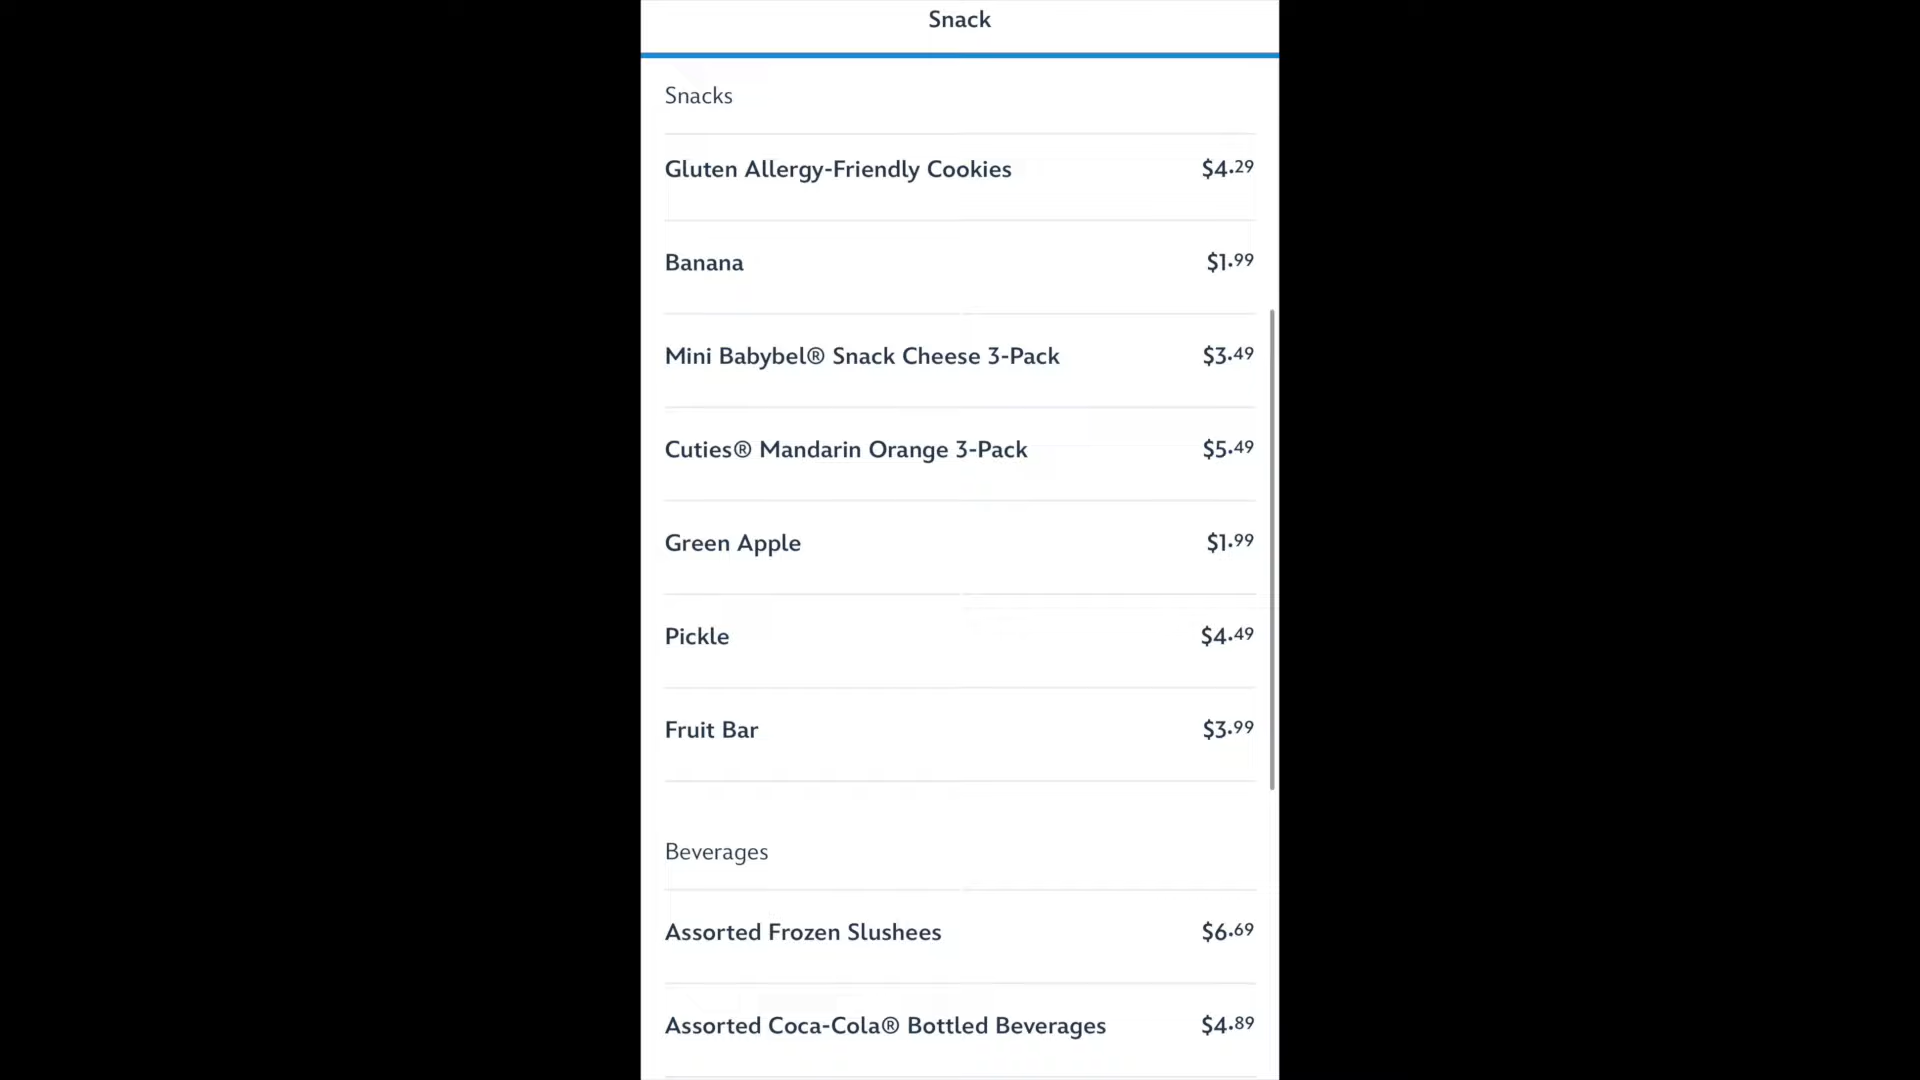 Snack
Snacks
Gluten Allergy-Friendly Cookies $4.29
Banana $1.99
Mini Babybel® Snack Cheese 3-Pack $3.49
Cuties® Mandarin Orange 3-Pack $5.49
Green Apple $1.99
Pickle $4.49
Fruit Bar $3.99
Beverages
Assorted Frozen Slushees $6.69
Assorted Coca-Cola® Bottled Beverages $4.89